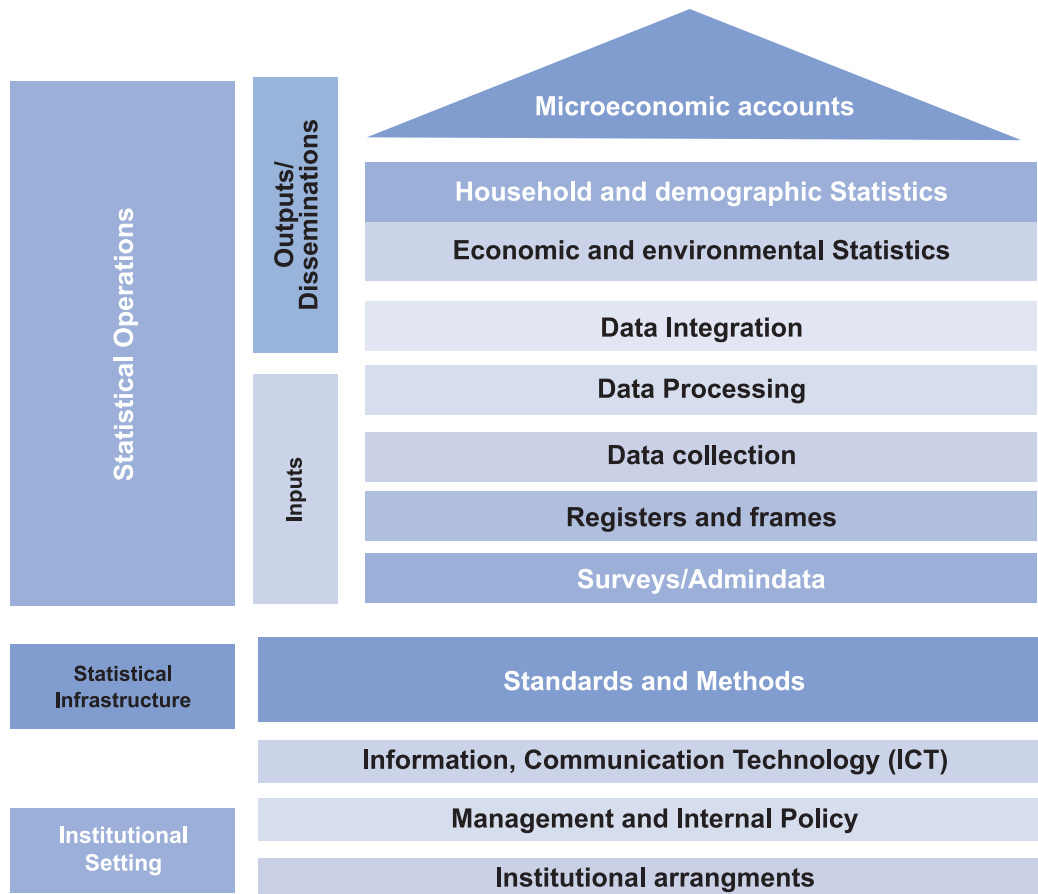 Microeconomic accounts
Statistical Operations
Outputs/
Disseminations
Household and demographic Statistics
Economic and environmental Statistics
Data Integration
Inputs
Data Processing
Data collection
Registers and frames
Surveys/Admindata
Statistical
Infrastructure
Standards and Methods
Information, Communication Technology (ICT)
Institutional
Setting
Management and Internal Policy
Institutional arrangments